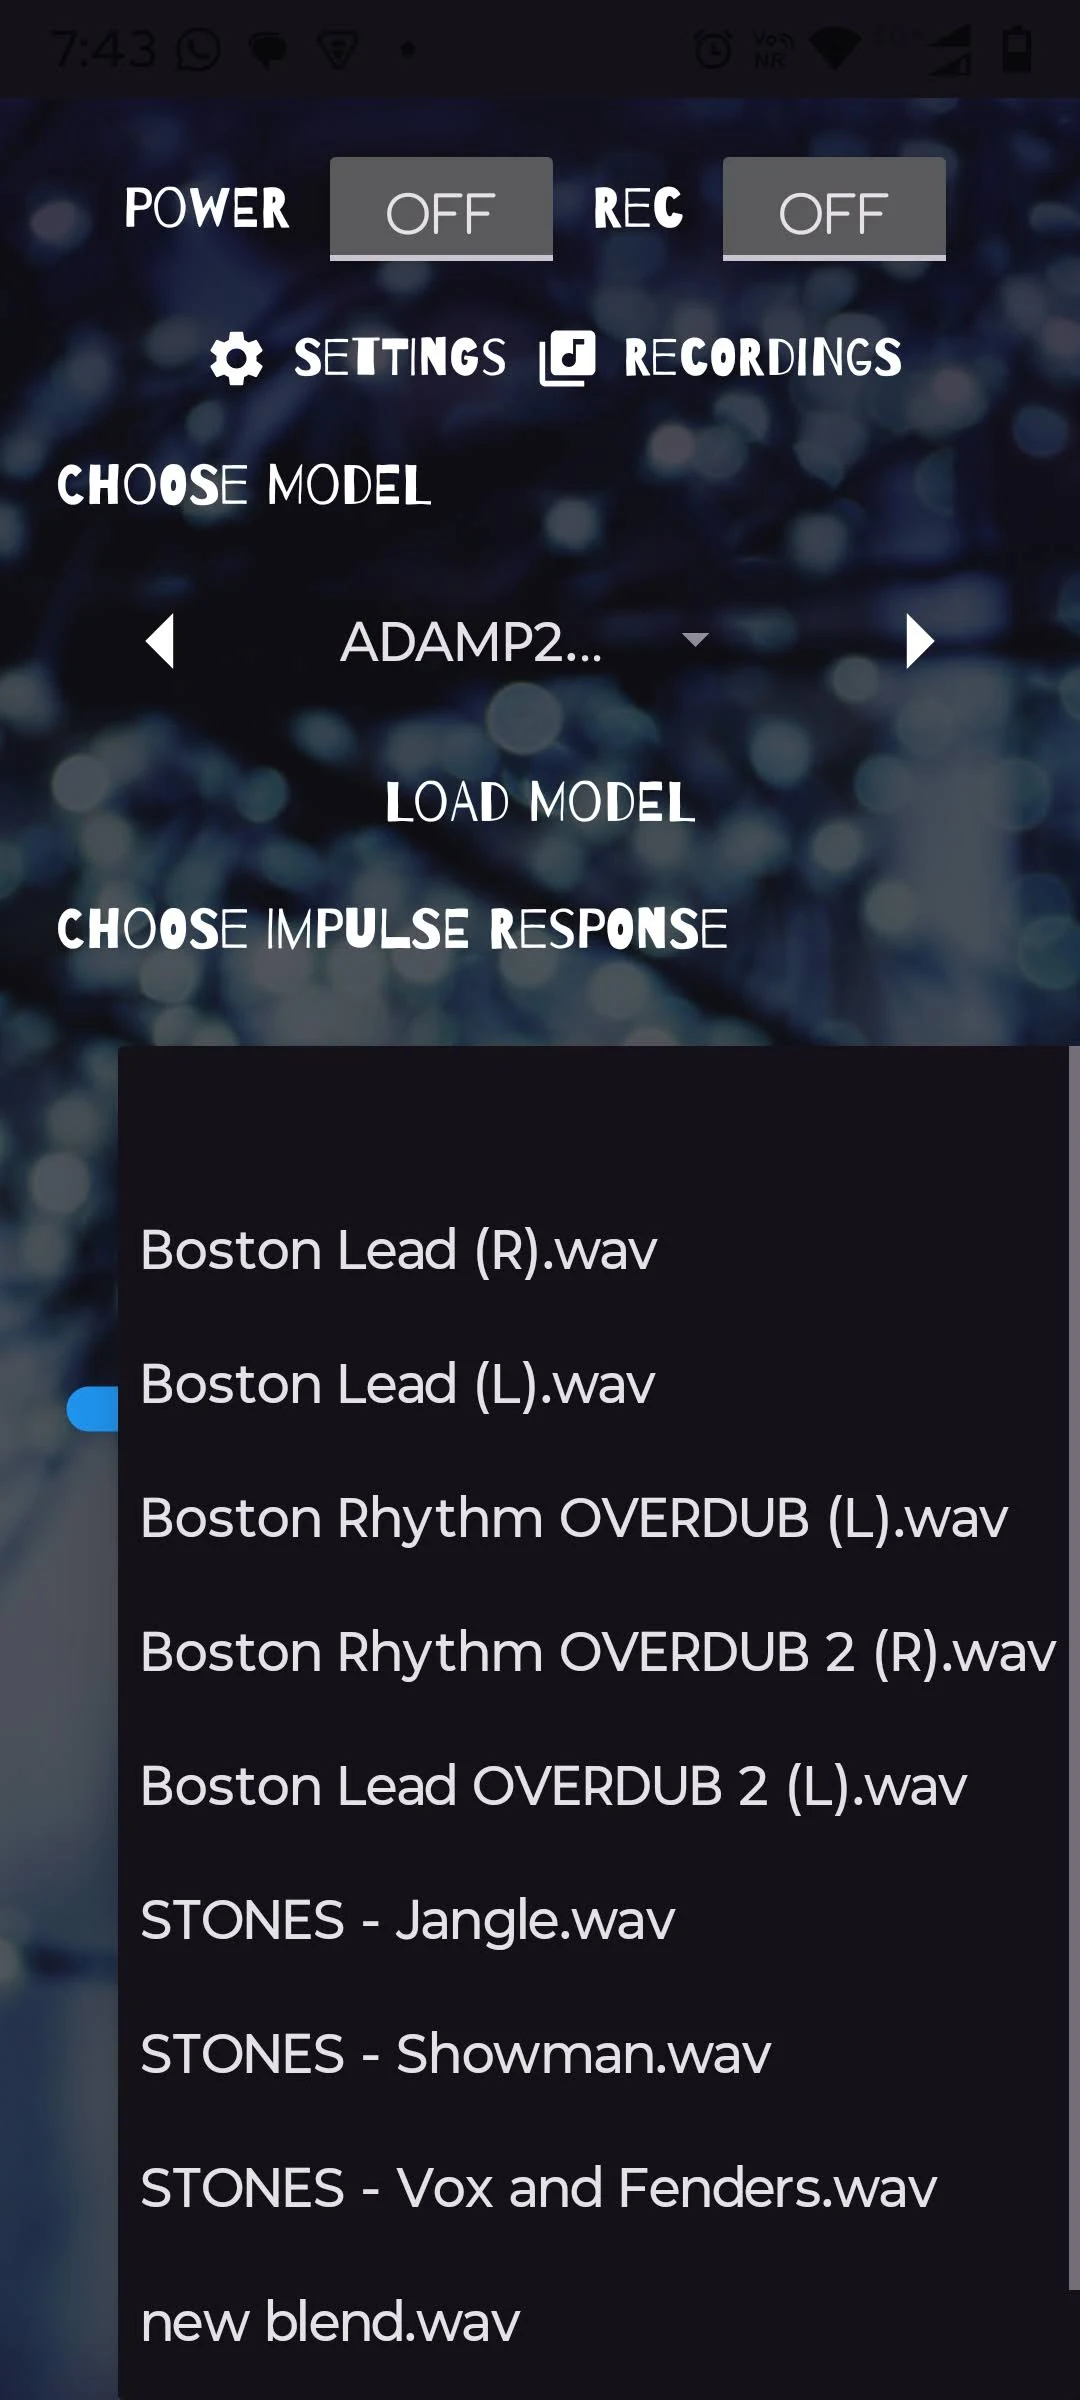 7:43 Vo NR
POWER OFF REC OFF
SETTINGS RECORDINGS
CHOOSE MODEL
ADAMP2...
LOAD MODEL
CHOOSE IMPULSE RESPONSE
Boston Lead (R).wav
Boston Lead (L).wav
Boston Rhythm OVERDUB (L).wav
Boston Rhythm OVERDUB 2 (R).wav
Boston Lead OVERDUB 2 (L).wav
STONES - Jangle.wav
STONES - Showman.wav
STONES - Vox and Fenders.wav
new blend.wav